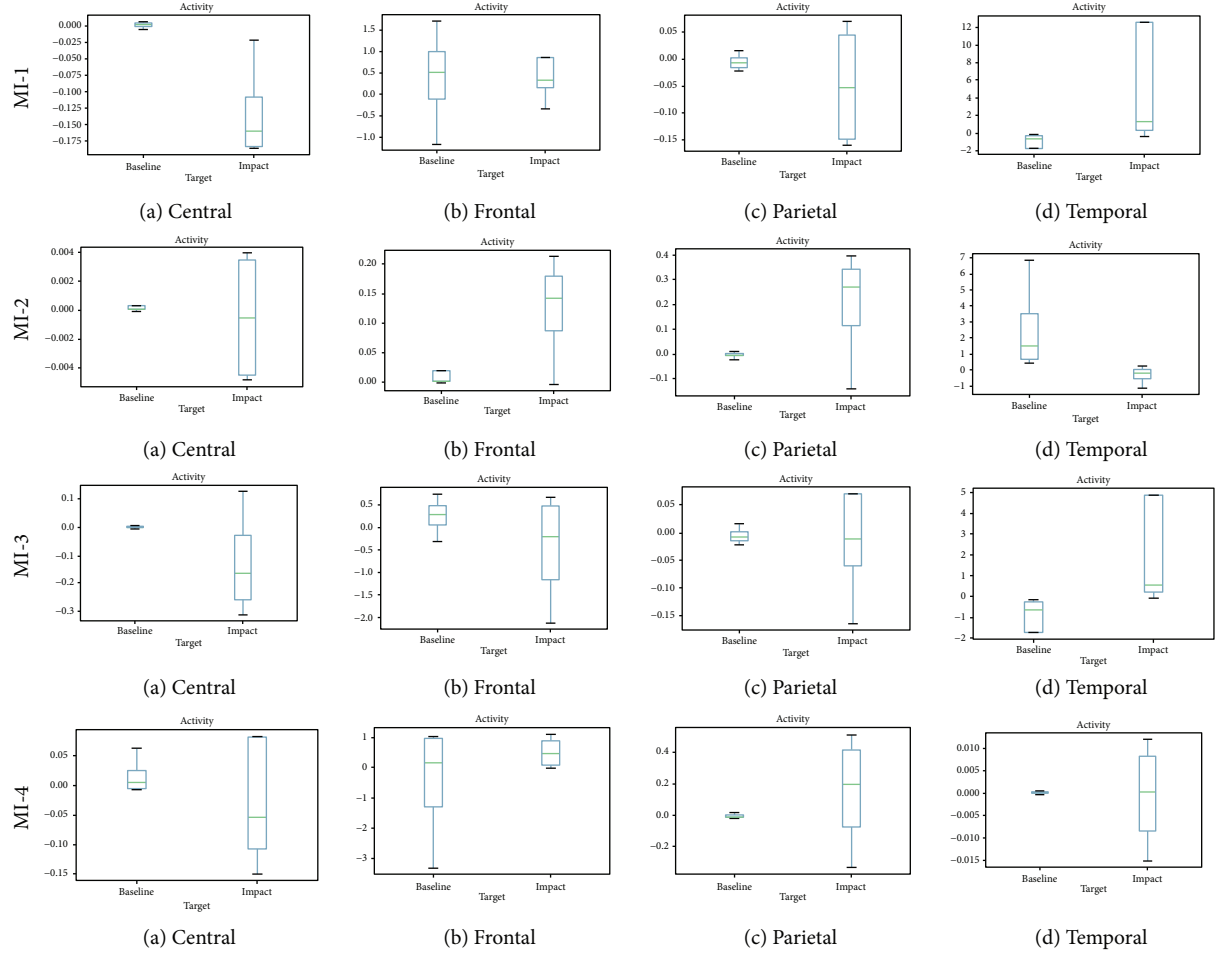 MI-1
Activity
0.000
−0.025
−0.050
−0.075
−0.100
−0.125
−0.150
−0.175
Baseline Impact
Target
(a) Central
Activity
1.5
1.0
0.5
0.0
−0.5
−1.0
Baseline Impact
Target
(b) Frontal
Activity
0.05
0.00
−0.05
−0.10
−0.15
Baseline Impact
Target
(c) Parietal
Activity
12
10
8
6
4
2
0
−2
Baseline Impact
Target
(d) Temporal
MI-2
Activity
0.004
0.002
0.000
−0.002
−0.004
Baseline Impact
Target
(a) Central
Activity
0.20
0.15
0.10
0.05
0.00
Baseline Impact
Target
(b) Frontal
Activity
0.4
0.3
0.2
0.1
0.0
−0.1
Baseline Impact
Target
(c) Parietal
Activity
7
6
5
4
3
2
1
0
−1
Baseline Impact
Target
(d) Temporal
MI-3
Activity
0.1
0.0
−0.1
−0.2
−0.3
Baseline Impact
Target
(a) Central
Activity
0.5
0.0
−0.5
−1.0
−1.5
−2.0
Baseline Impact
Target
(b) Frontal
Activity
0.05
0.00
−0.05
−0.10
−0.15
Baseline Impact
Target
(c) Parietal
Activity
5
4
3
2
1
0
−1
−2
Baseline Impact
Target
(d) Temporal
MI-4
Activity
0.05
0.00
−0.05
−0.10
−0.15
Baseline Impact
Target
(a) Central
Activity
1
0
−1
−2
−3
Baseline Impact
Target
(b) Frontal
Activity
0.4
0.2
0.0
−0.2
Baseline Impact
Target
(c) Parietal
Activity
0.010
0.005
0.000
−0.005
−0.010
−0.015
Baseline Impact
Target
(d) Temporal